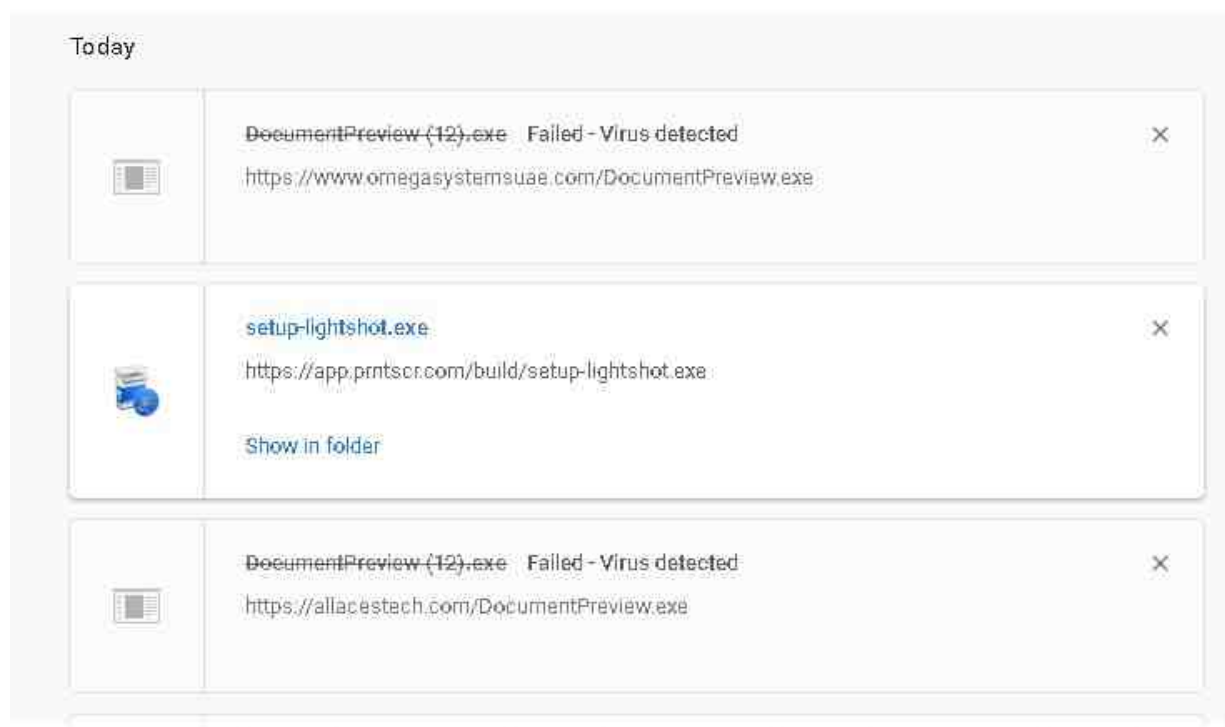 Today
DocumentPreview (12).exe Failed - Virus detected
https://www.omegasystemsuae.com/DocumentPreview.exe
setup-lightshot.exe
https://app.prntscr.com/build/setup-lightshot.exe
Show in folder
DocumentPreview (12).exe Failed - Virus detected
https://allacestech.com/DocumentPreview.exe